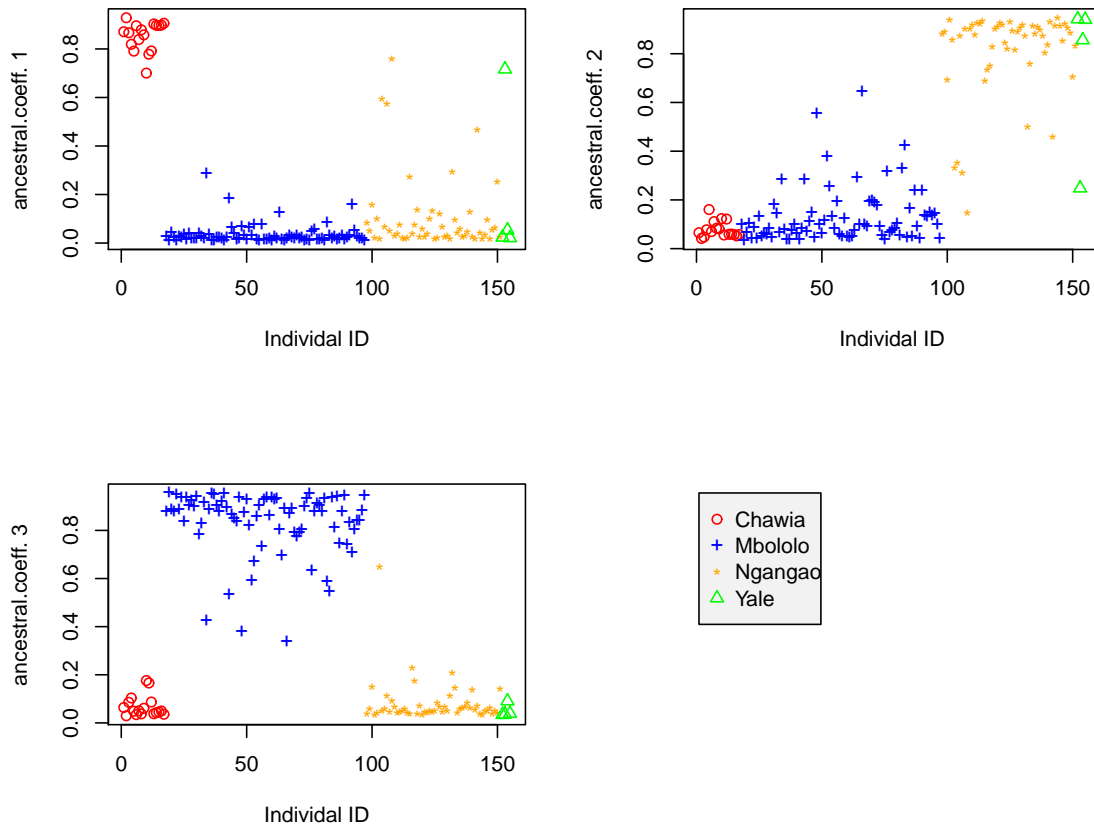 ancestral.coeff. 1
0.0 0.2 0.4 0.6 0.8
0 50 100 150
Individal ID
ancestral.coeff. 2
0.0 0.2 0.4 0.6 0.8
0 50 100 150
Individal ID
ancestral.coeff. 3
0.0 0.2 0.4 0.6 0.8
0 50 100 150
Individal ID
Chawia
Mbololo
Ngangao
Yale